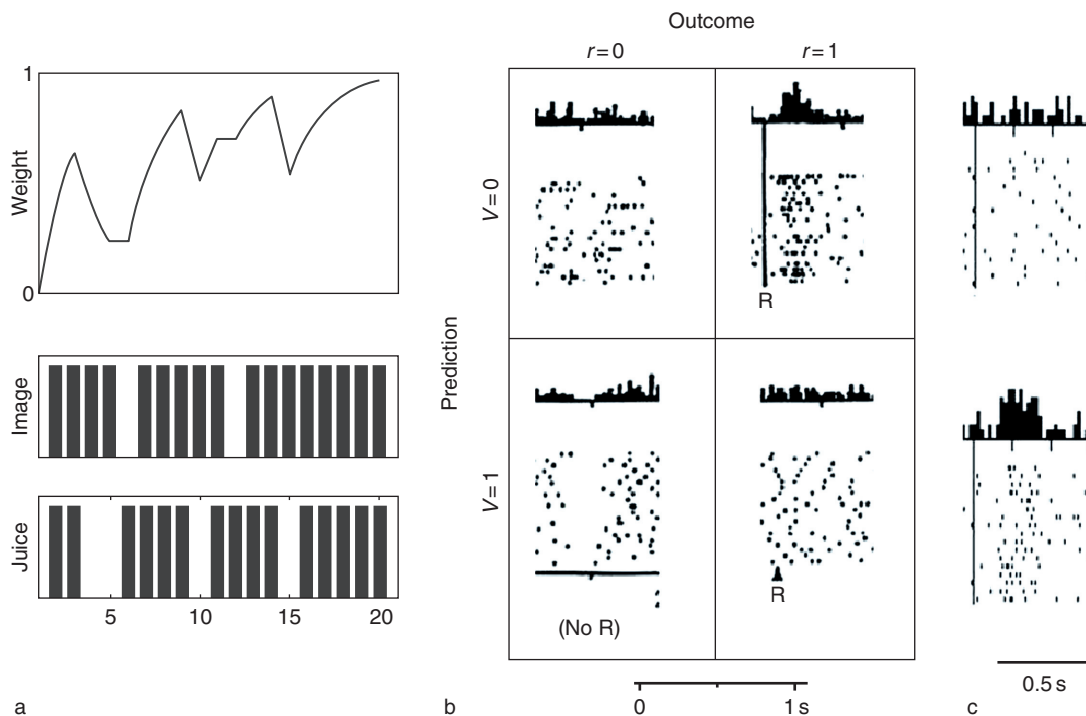 1
Weight
0
Image
Juice
5 10 15 20
a
Outcome
r = 0 r = 1
Prediction
V = 0
R
V = 1
(No R)
R
0 1 s
b
0.5 s
c